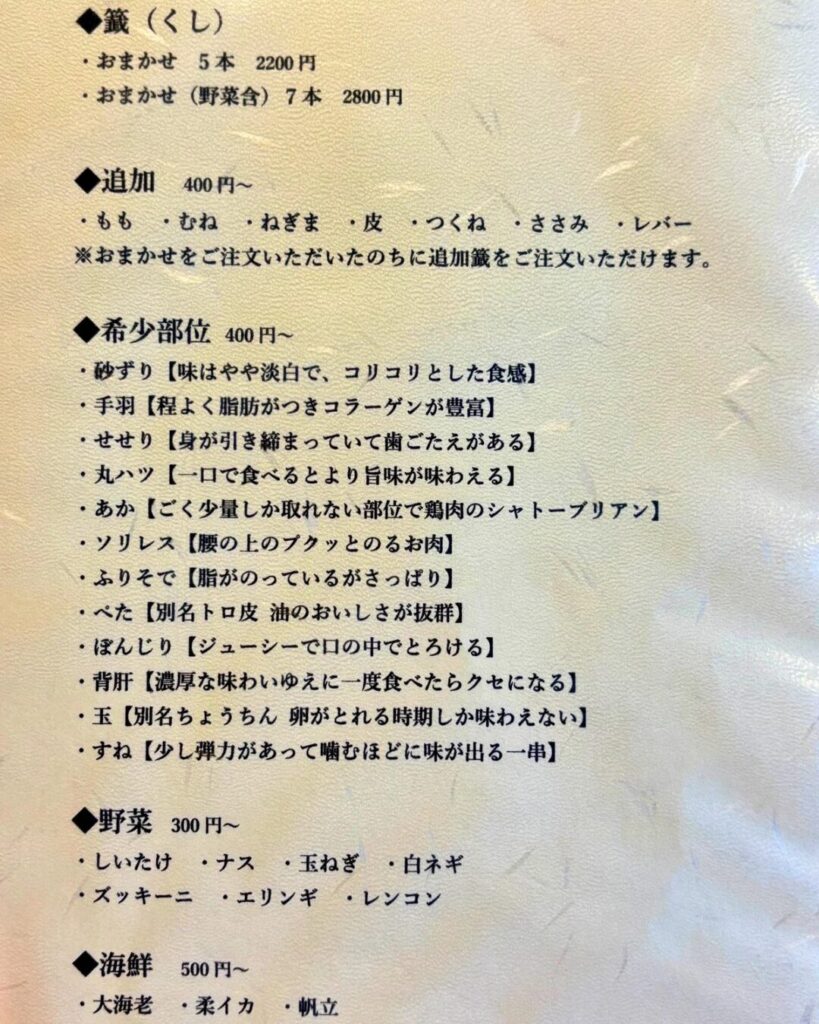 ◆籤（くし）
・おまかせ 5本 2200円
・おまかせ（野菜含）7本 2800円
◆追加 400円～
・もも ・むね ・ねぎま ・皮 ・つくね ・ささみ ・レバー
※おまかせをご注文いただいたのちに追加籤をご注文いただけます。
◆希少部位 400円～
・砂ずり【味はやや淡白で、コリコリとした食感】
・手羽【程よく脂肪がつきコラーゲンが豊富】
・せせり【身が引き締まっていて歯ごたえがある】
・丸ハツ【一口で食べるとより旨味が味わえる】
・あか【ごく少量しか取れない部位で鶏肉のシャトーブリアン】
・ソリレス【腰の上のプクッとのるお肉】
・ふりそで【脂がのっているがさっぱり】
・ぺた【別名トロ皮 油のおいしさが抜群】
・ぼんじり【ジューシーで口の中でとろける】
・背肝【濃厚な味わいゆえに一度食べたらクセになる】
・玉【別名ちょうちん 卵がとれる時期しか味わえない】
・すね【少し弾力があって噛むほどに味が出る一串】
◆野菜 300円～
・しいたけ ・ナス ・玉ねぎ ・白ネギ
・ズッキーニ ・エリンギ ・レンコン
◆海鮮 500円～
・大海老 ・柔イカ ・帆立